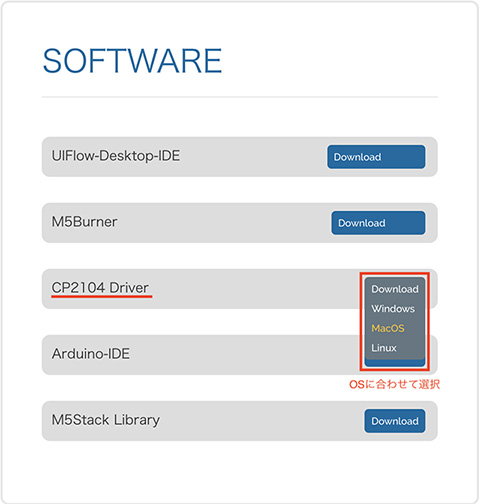 SOFTWARE
UIFlow-Desktop-IDE
Download
M5Burner
Download
CP2104 Driver
Download
Windows
MacOS
Linux
Arduino-IDE
OSに合わせて選択
M5Stack Library
Download